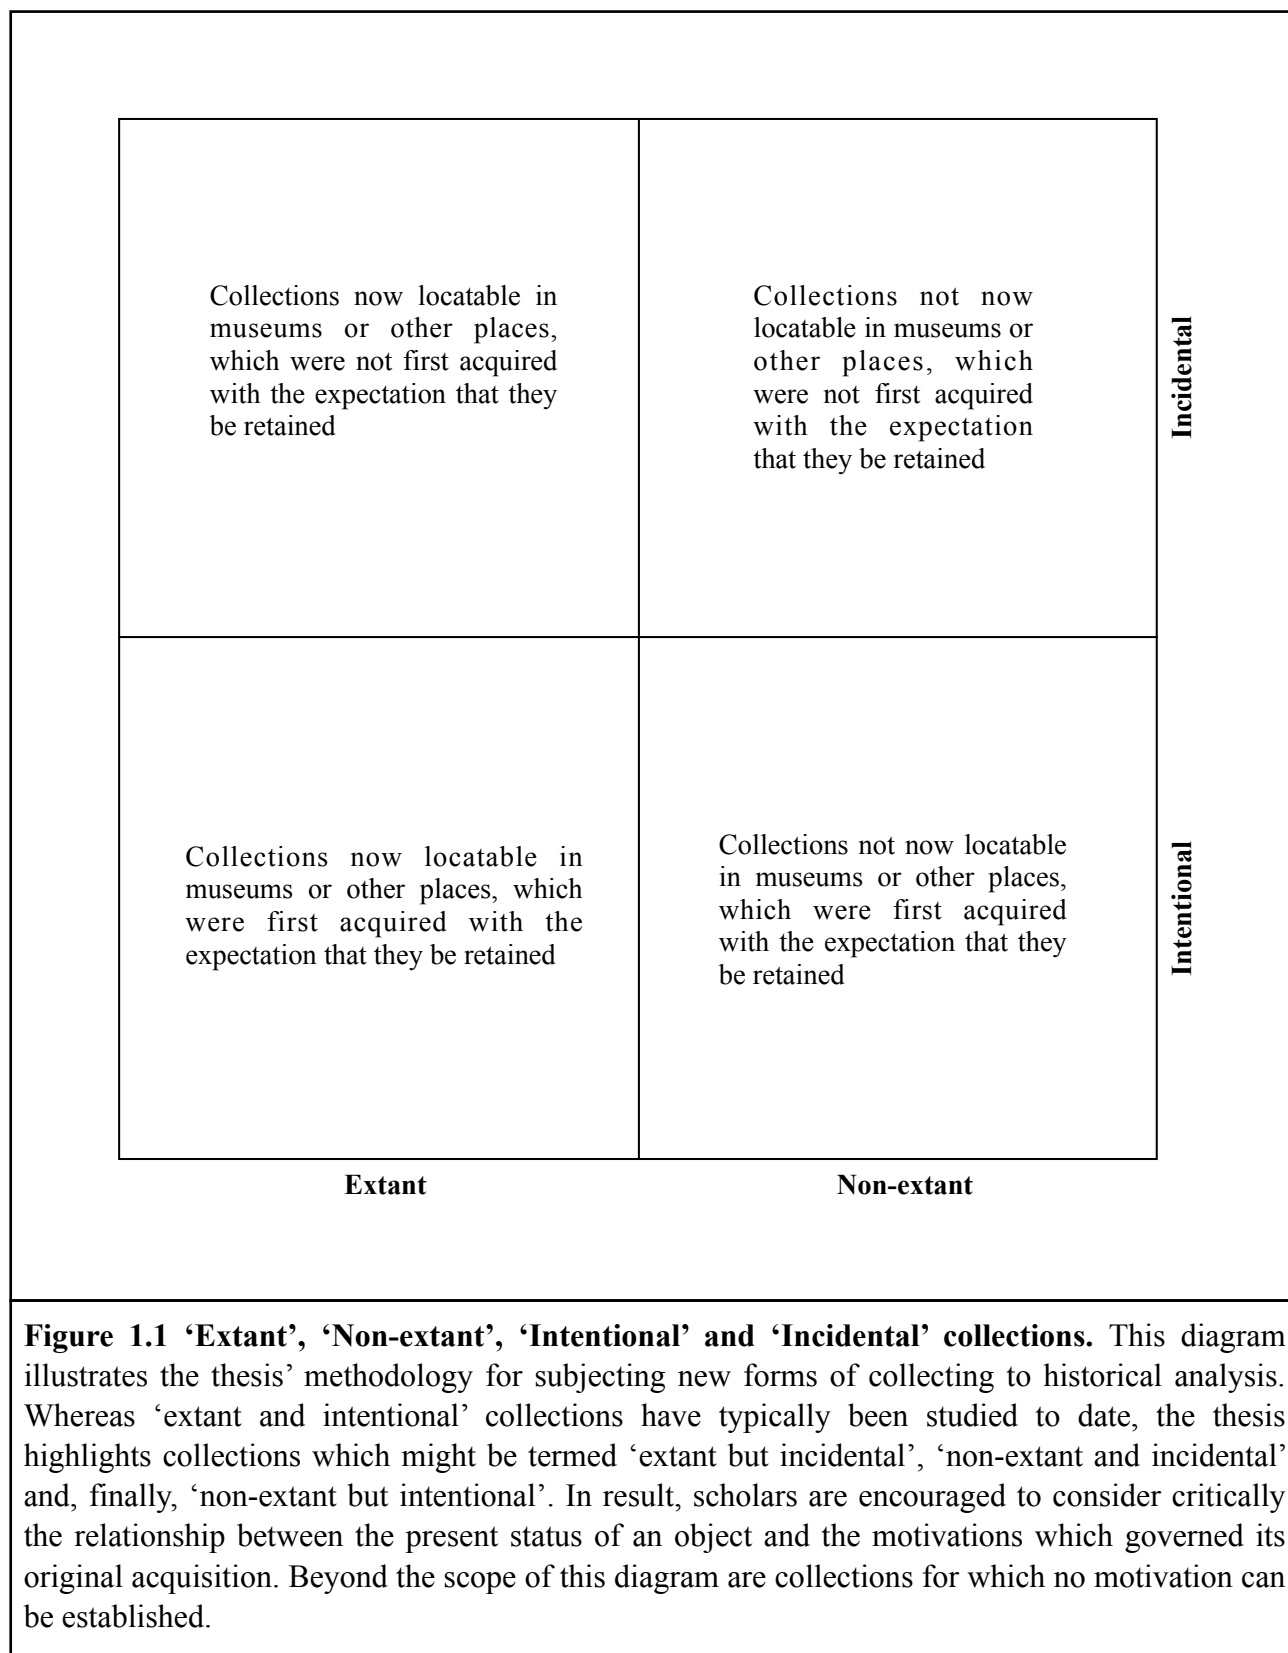 Collections now locatable in
museums or other places,
which were not first acquired
with the expectation that they
be retained
Collections not now
locatable in museums or
other places, which
were not first acquired
with the expectation
that they be retained
Incidental
Collections now locatable in
museums or other places, which
were first acquired with the
expectation that they be retained
Collections not now locatable
in museums or other places,
which were first acquired
with the expectation that they
be retained
Intentional
Extant
Non-extant
Figure 1.1 ‘Extant’, ‘Non-extant’, ‘Intentional’ and ‘Incidental’ collections. This diagram
illustrates the thesis’ methodology for subjecting new forms of collecting to historical analysis.
Whereas ‘extant and intentional’ collections have typically been studied to date, the thesis
highlights collections which might be termed ‘extant but incidental’, ‘non-extant and incidental’
and, finally, ‘non-extant but intentional’. In result, scholars are encouraged to consider critically
the relationship between the present status of an object and the motivations which governed its
original acquisition. Beyond the scope of this diagram are collections for which no motivation can
be established.